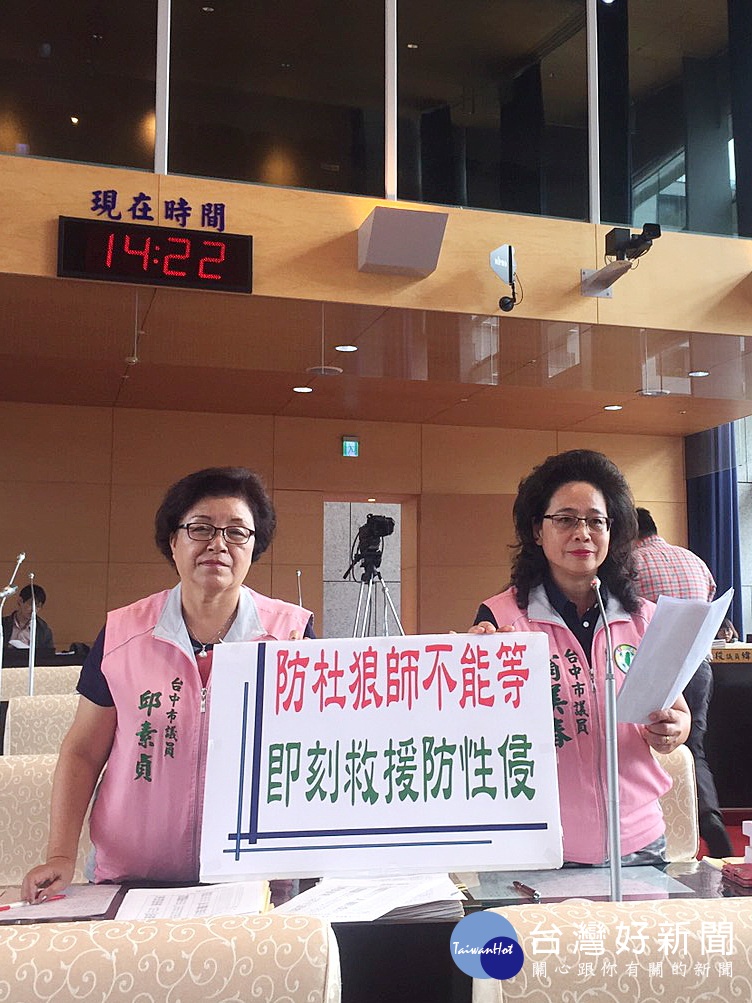 現在時間
14:22
防杜狼師不能等
即刻救援防性侵
台中市議員
邱素貞
台中市議員
TaiwanHot
台灣好新聞
關心跟你有關的新聞